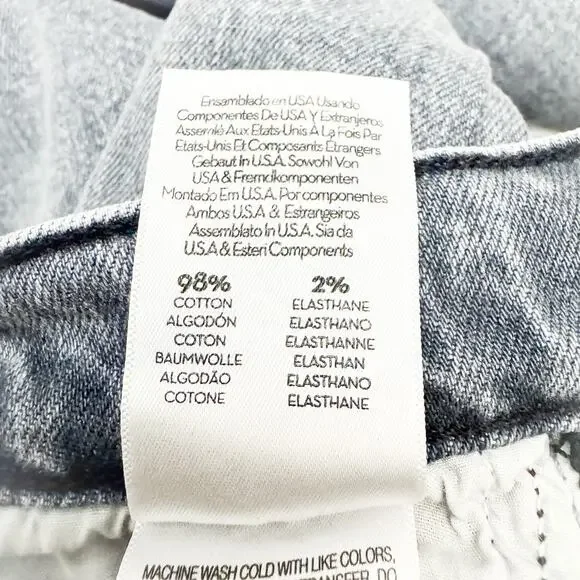 Ensamblado en USA Usando
Componentes De USA Y Extranjeros
Assemlé Aux Etats-Unis À La Fois Par
Etats-Unis Et Composants Etrangers
Gebaut In U.S.A. Sowohl Von
USA & Fremdkomponenten
Montado Em U.S.A. Por componentes
Ambos U.S.A & Estrangeiros
Assemblato In U.S.A. Sia da
U.S.A & Esteri Components
98% 2%
COTTON ELASTHANE
ALGODÓN ELASTHANO
COTON ELASTHANNE
BAUMWOLLE ELASTHAN
ALGODÃO ELASTHANO
COTONE ELASTHANE
MACHINE WASH COLD WITH LIKE COLORS,
TRANSFER. DO